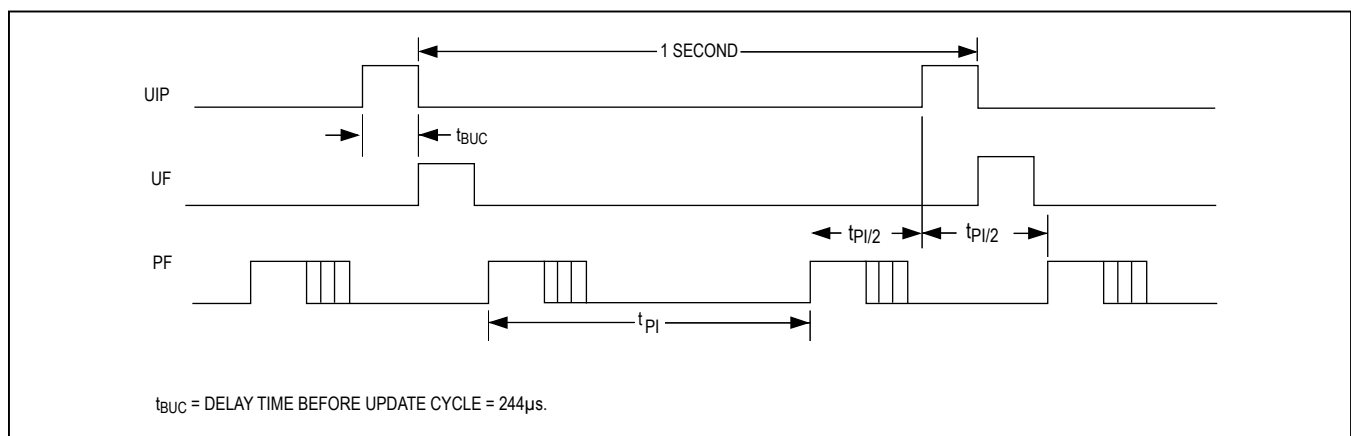 1 SECOND
UIP
tBUC
UF
tPI/2 tPI/2
PF
tPI
tBUC = DELAY TIME BEFORE UPDATE CYCLE = 244µs.